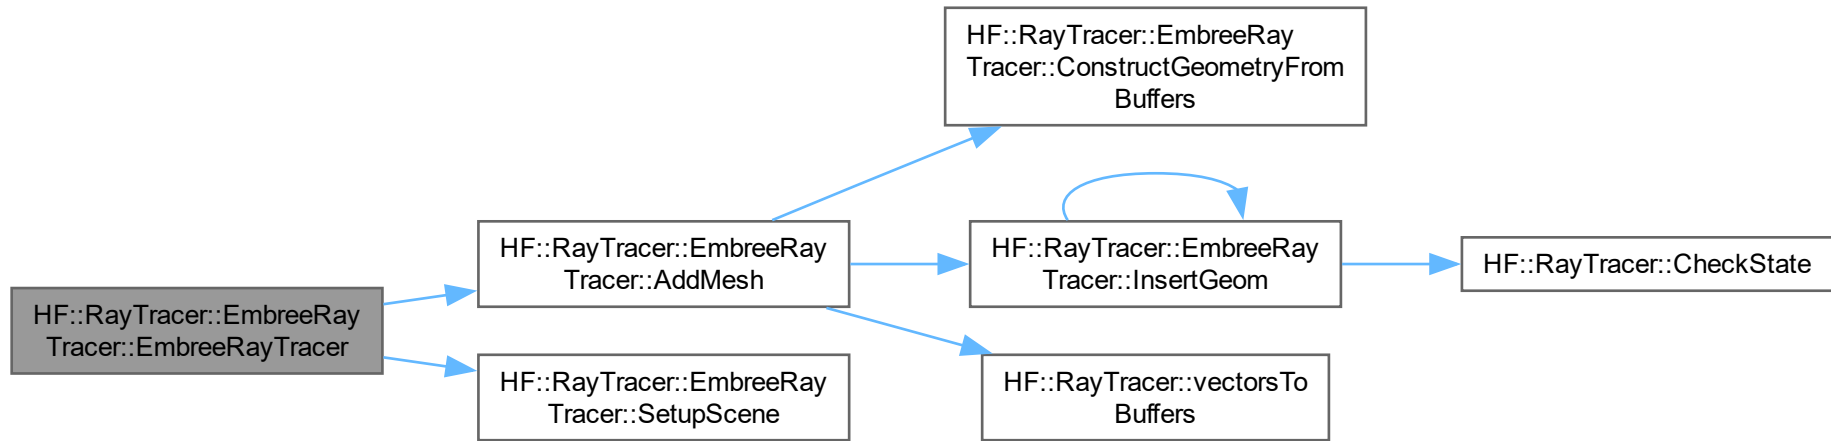 HF::RayTracer::EmbreeRay
Tracer::EmbreeRayTracer
HF::RayTracer::EmbreeRay
Tracer::AddMesh
HF::RayTracer::EmbreeRay
Tracer::SetupScene
HF::RayTracer::EmbreeRay
Tracer::ConstructGeometryFrom
Buffers
HF::RayTracer::EmbreeRay
Tracer::InsertGeom
HF::RayTracer::vectorsTo
Buffers
HF::RayTracer::CheckState